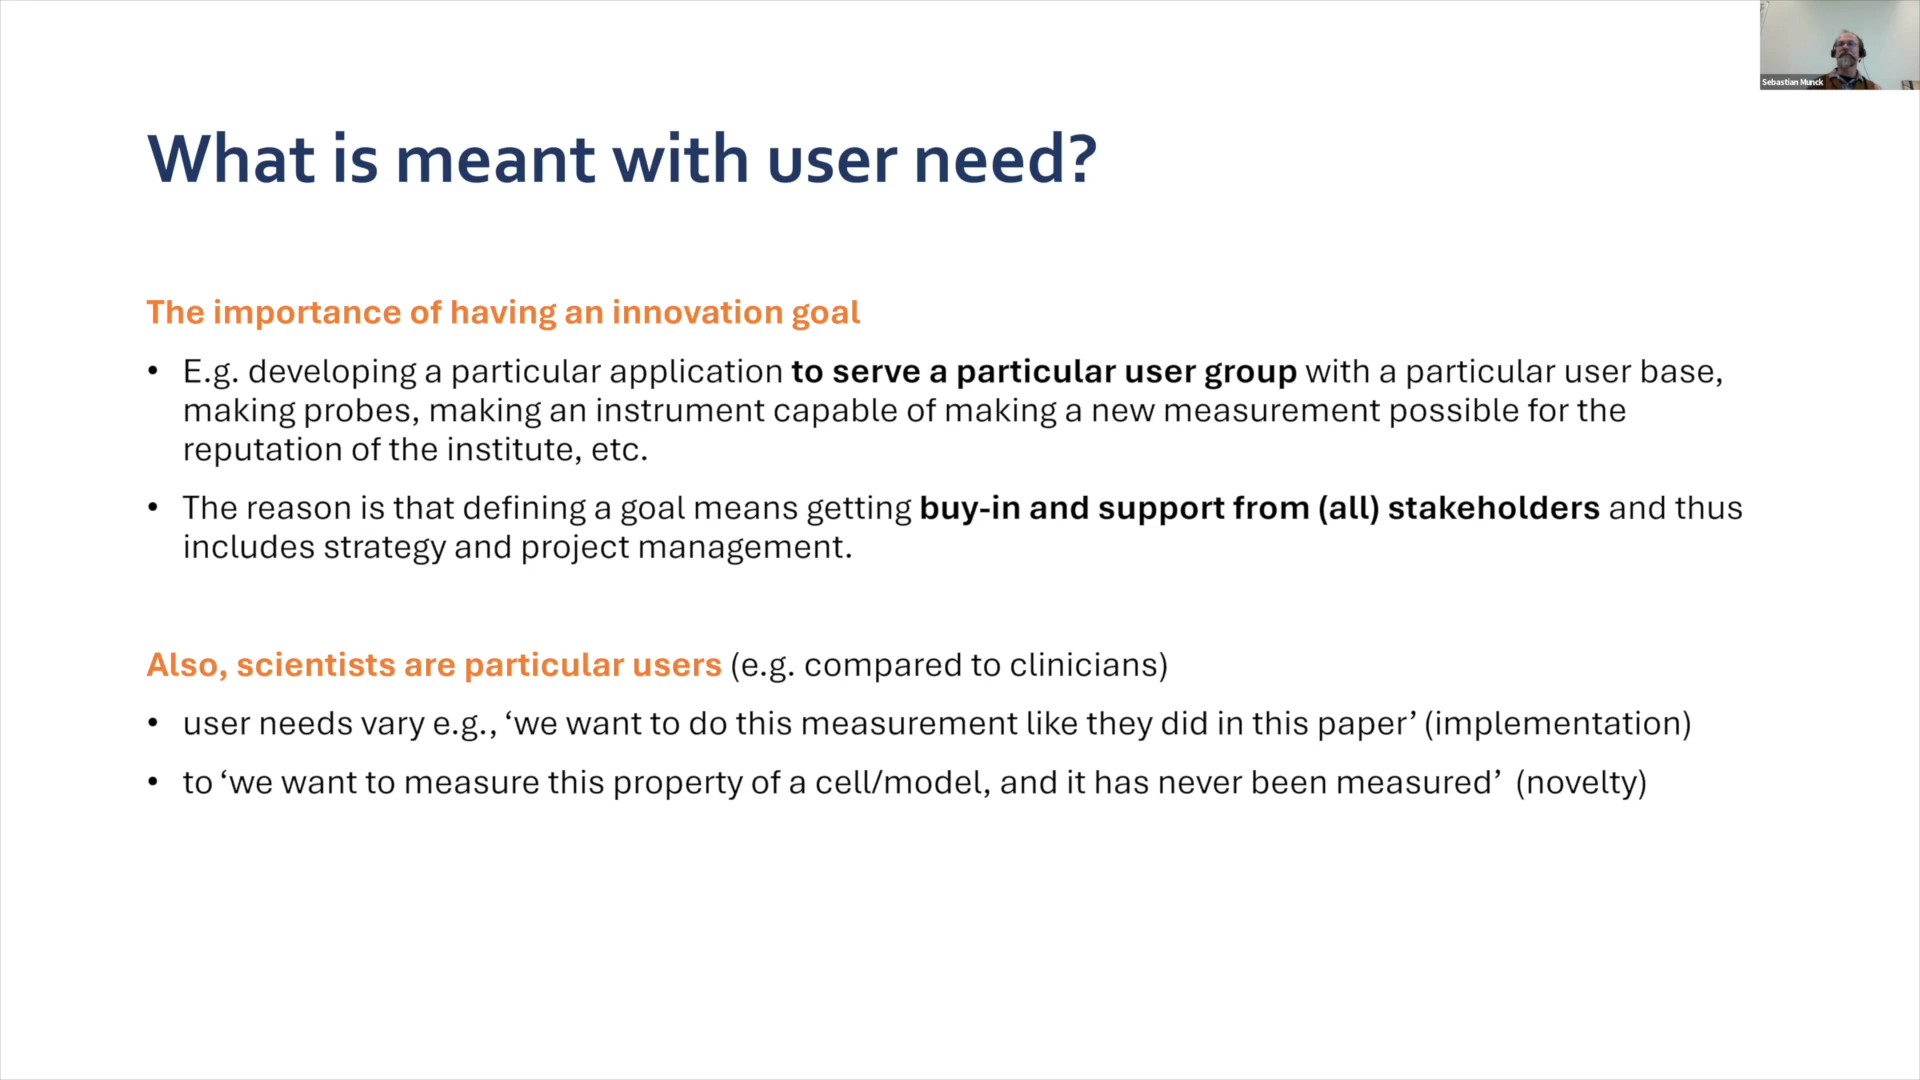 Sebastian Munck
What is meant with user need?
The importance of having an innovation goal
• E.g. developing a particular application to serve a particular user group with a particular user base,
making probes, making an instrument capable of making a new measurement possible for the
reputation of the institute, etc.
• The reason is that defining a goal means getting buy-in and support from (all) stakeholders and thus
includes strategy and project management.
Also, scientists are particular users (e.g. compared to clinicians)
• user needs vary e.g., ‘we want to do this measurement like they did in this paper’ (implementation)
• to ‘we want to measure this property of a cell/model, and it has never been measured’ (novelty)